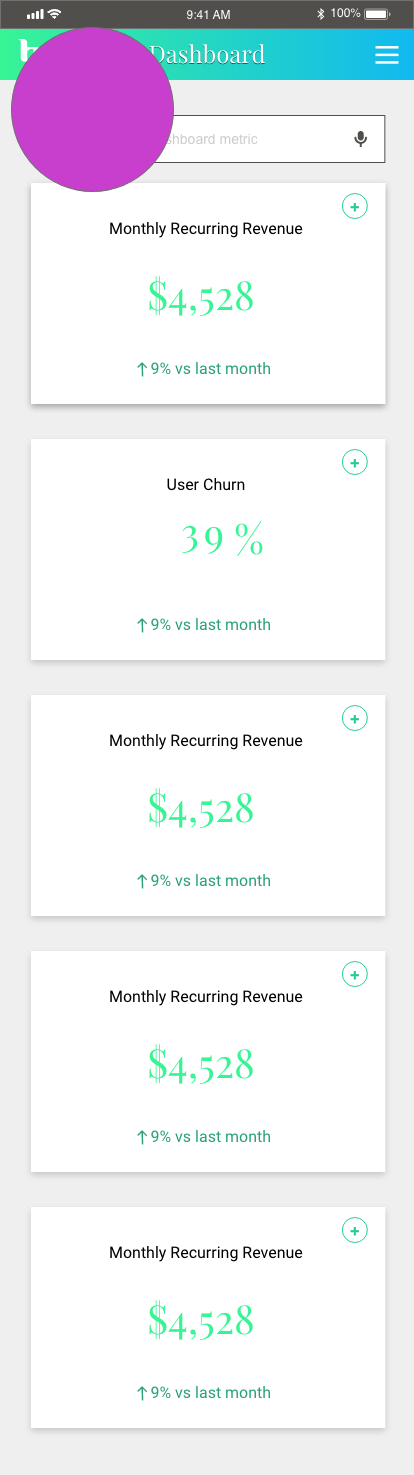 9:41 AM
100%
Dashboard
shboard metric
Monthly Recurring Revenue
$4,528
↑9% vs last month
User Churn
39 %
↑9% vs last month
Monthly Recurring Revenue
$4,528
↑9% vs last month
Monthly Recurring Revenue
$4,528
↑9% vs last month
Monthly Recurring Revenue
$4,528
↑9% vs last month